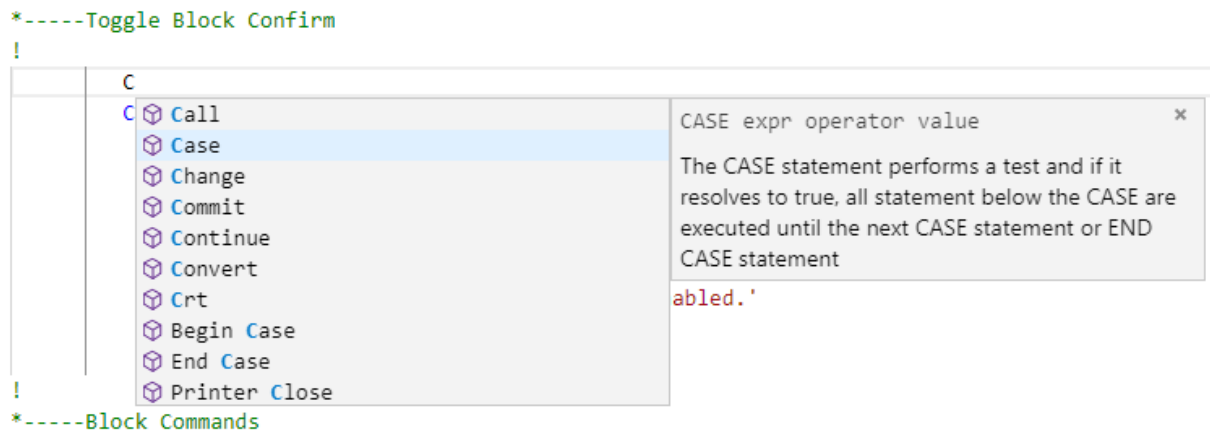 *-----Toggle Block Confirm
!
C
C
Call
Case
Change
Commit
Continue
Convert
Crt
Begin Case
End Case
Printer Close
CASE expr operator value ×
The CASE statement performs a test and if it
resolves to true, all statement below the CASE are
executed until the next CASE statement or END
CASE statement
abled.'
!
*-----Block Commands